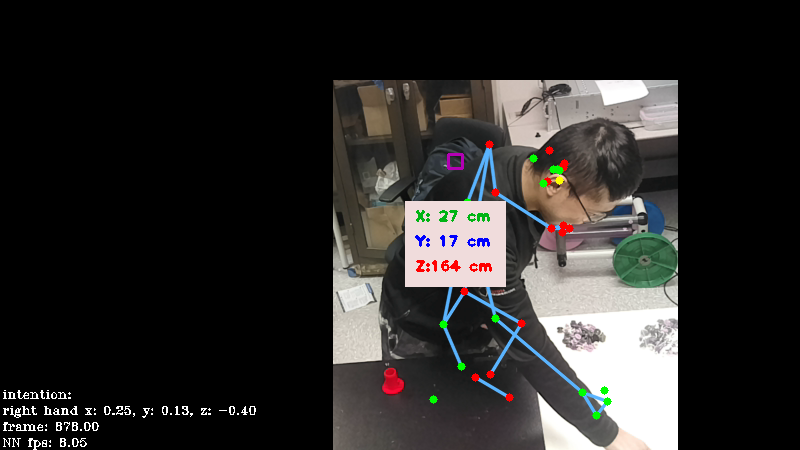 X: 27 cm
Y: 17 cm
Z:164 cm
intention:
right hand x: 0.25, y: 0.13, z: -0.40
frame: 878.00
NN fps: 8.05